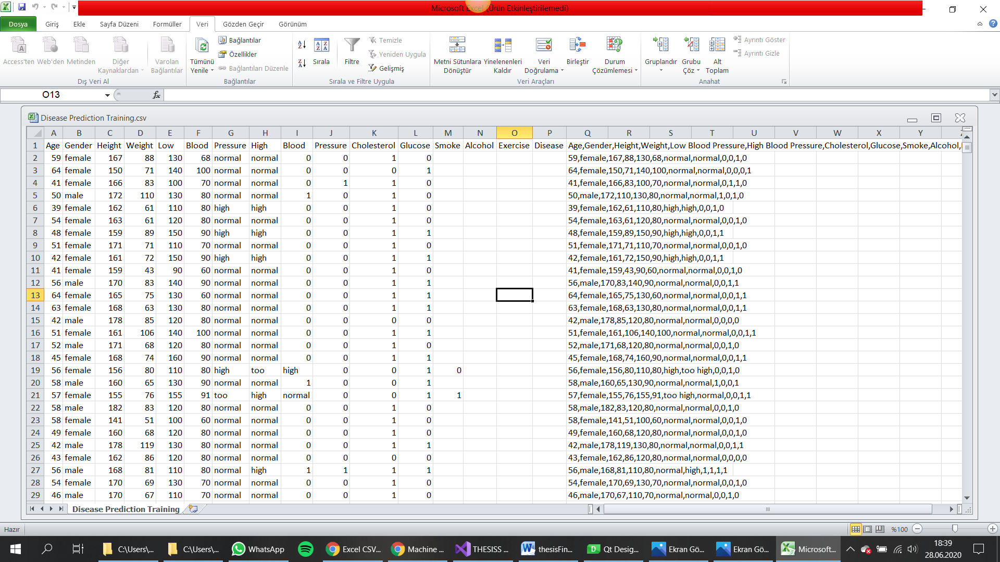 Microsoft Excel (Ürün Etkinleştirilemedi)
Dosya Giriş Ekle Sayfa Düzeni Formüller Veri Gözden Geçir Görünüm
Access'ten Web'den Metinden Diğer Kaynaklardan Varolan Bağlantılar
Dış Veri Al
Tümünü Yenile Bağlantılar Özellikler Bağlantıları Düzenle
Bağlantılar
Sırala Filtre Temizle Yeniden Uygula Gelişmiş
Sırala ve Filtre Uygula
Metni Sütunlara Dönüştür Yinelenenleri Kaldır Veri Doğrulama Birleştir Durum Çözümlemesi
Veri Araçları
Gruplandır Grubu Çöz Alt Toplam Ayrıntı Göster Ayrıntı Gizle
Anahat
O13 fx
Disease Prediction Training.csv
A B C D E F G H I J K L M N O P Q R S T U V W X Y Z
1 Age Gender Height Weight Low Blood Pressure High Blood Pressure Cholesterol Glucose Smoke Alcohol Exercise Disease Age,Gender,Height,Weight,Low Blood Pressure,High Blood Pressure,Cholesterol,Glucose,Smoke,Alcohol,
2 59 female 167 88 130 68 normal normal 0 0 1 0 59,female,167,88,130,68,normal,normal,0,0,1,0
3 64 female 150 71 140 100 normal normal 0 0 0 1 64,female,150,71,140,100,normal,normal,0,0,0,1
4 41 female 166 83 100 70 normal normal 0 1 1 0 41,female,166,83,100,70,normal,normal,0,1,1,0
5 50 male 172 110 130 80 normal normal 1 0 1 0 50,male,172,110,130,80,normal,normal,1,0,1,0
6 39 female 162 61 110 80 high high 0 0 1 0 39,female,162,61,110,80,high,high,0,0,1,0
7 54 female 163 61 120 80 normal normal 0 0 1 0 54,female,163,61,120,80,normal,normal,0,0,1,0
8 48 female 159 89 150 90 high high 0 0 1 1 48,female,159,89,150,90,high,high,0,0,1,1
9 51 female 171 71 110 70 normal normal 0 0 1 0 51,female,171,71,110,70,normal,normal,0,0,1,0
10 42 female 161 72 150 90 high high 0 0 1 1 42,female,161,72,150,90,high,high,0,0,1,1
11 41 female 159 43 90 60 normal normal 0 0 1 0 41,female,159,43,90,60,normal,normal,0,0,1,0
12 56 male 170 83 140 90 normal normal 0 0 1 1 56,male,170,83,140,90,normal,normal,0,0,1,1
13 64 female 165 75 130 60 normal normal 0 0 1 1 64,female,165,75,130,60,normal,normal,0,0,1,1
14 63 female 168 63 130 80 normal normal 0 0 1 1 63,female,168,63,130,80,normal,normal,0,0,1,1
15 42 male 178 85 120 80 normal normal 0 0 0 0 42,male,178,85,120,80,normal,normal,0,0,0,0
16 51 female 161 106 140 100 normal normal 0 0 1 1 51,female,161,106,140,100,normal,normal,0,0,1,1
17 52 male 171 68 120 80 normal normal 0 0 1 0 52,male,171,68,120,80,normal,normal,0,0,1,0
18 45 female 168 74 160 90 normal normal 0 0 1 1 45,female,168,74,160,90,normal,normal,0,0,1,1
19 56 female 156 80 110 80 high too high 0 0 1 0 56,female,156,80,110,80,high,too high,0,0,1,0
20 58 male 160 65 130 90 normal normal 1 0 0 1 58,male,160,65,130,90,normal,normal,1,0,0,1
21 57 female 155 76 155 91 too high normal 0 0 1 1 57,female,155,76,155,91,too high,normal,0,0,1,1
22 58 male 182 83 120 80 normal normal 0 0 1 0 58,male,182,83,120,80,normal,normal,0,0,1,0
23 58 female 141 51 100 60 normal normal 0 0 1 0 58,female,141,51,100,60,normal,normal,0,0,1,0
24 49 female 160 68 120 80 normal normal 0 0 1 0 49,female,160,68,120,80,normal,normal,0,0,1,0
25 42 male 178 119 130 80 normal normal 0 0 1 1 42,male,178,119,130,80,normal,normal,0,0,1,1
26 43 female 162 86 120 80 normal normal 0 0 0 0 43,female,162,86,120,80,normal,normal,0,0,0,0
27 56 male 168 81 110 80 normal high 1 1 1 1 56,male,168,81,110,80,normal,high,1,1,1,1
28 54 female 170 69 130 70 normal normal 0 0 1 0 54,female,170,69,130,70,normal,normal,0,0,1,0
29 46 male 170 67 110 70 normal normal 0 0 1 0 46,male,170,67,110,70,normal,normal,0,0,1,0
Disease Prediction Training
Hazır %100
C:\Users\... C:\Users\... WhatsApp Excel CSV... Machine ... THESISS ... thesisFin... Qt Desig... Ekran Gö... Ekran Gö... Microsoft...
18:39
28.06.2020